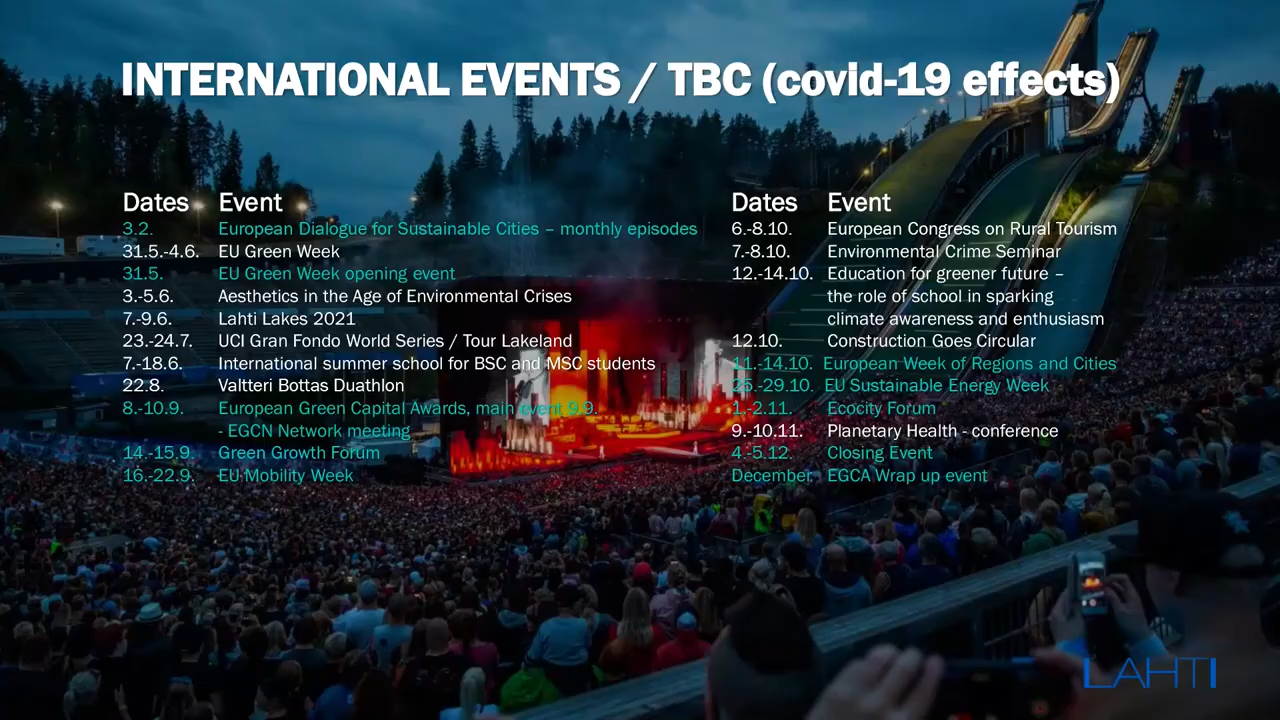 INTERNATIONAL EVENTS / TBC (covid-19 effects)
Dates Event
3.2. European Dialogue for Sustainable Cities – monthly episodes
31.5.-4.6. EU Green Week
31.5. EU Green Week opening event
3.-5.6. Aesthetics in the Age of Environmental Crises
7.-9.6. Lahti Lakes 2021
23.-24.7. UCI Gran Fondo World Series / Tour Lakeland
7.-18.6. International summer school for BSC and MSC students
22.8. Valtteri Bottas Duathlon
8.-10.9. European Green Capital Awards, main event 9.9.
- EGCN Network meeting
14.-15.9. Green Growth Forum
16.-22.9. EU Mobility Week
Dates Event
6.-8.10. European Congress on Rural Tourism
7.-8.10. Environmental Crime Seminar
12.-14.10. Education for greener future –
the role of school in sparking
climate awareness and enthusiasm
12.10. Construction Goes Circular
11.-14.10. European Week of Regions and Cities
25.-29.10. EU Sustainable Energy Week
1.-2.11. Ecocity Forum
9.-10.11. Planetary Health - conference
4.-5.12. Closing Event
December. EGCA Wrap up event
LAHTI